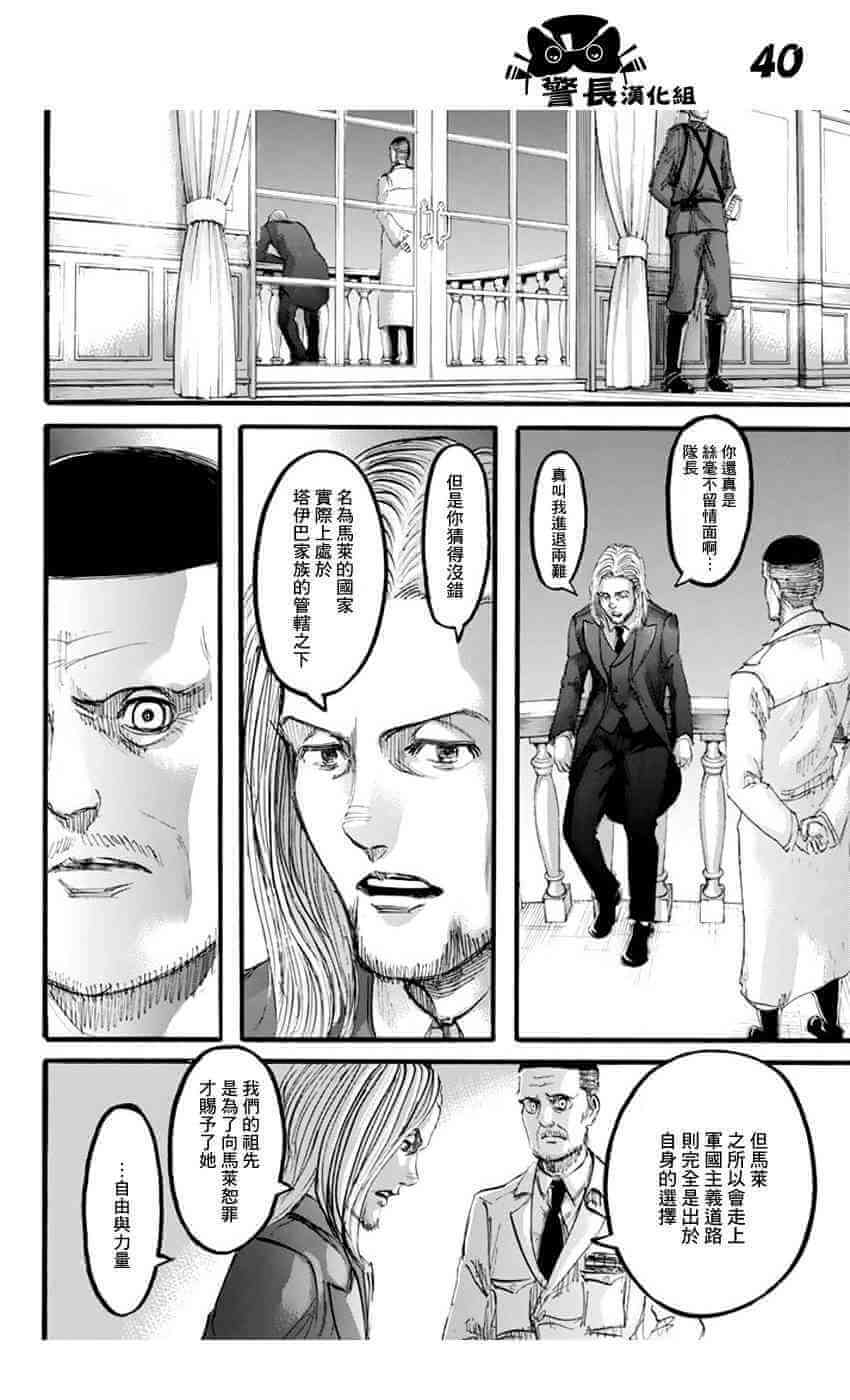 警長漢化組
40
你還真是
絲毫不留情面啊…
隊長
真叫我進退兩難
但是你猜得沒錯
名為馬萊的國家
實際上處於
塔伊巴家族的管轄之下
但馬萊
之所以會走上
軍國主義道路
則完全是出於
自身的選擇
我們的祖先
是為了向馬萊恕罪
才賜予了她
…自由與力量